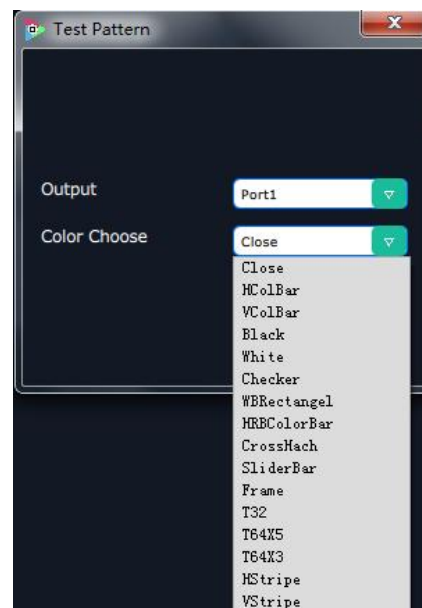 Test Pattern
Output
Port1
Color Choose
Close
Close
HColBar
VColBar
Black
White
Checker
WBRectangel
HRBColorBar
CrossHach
SliderBar
Frame
T32
T64X5
T64X3
HStripe
VStripe